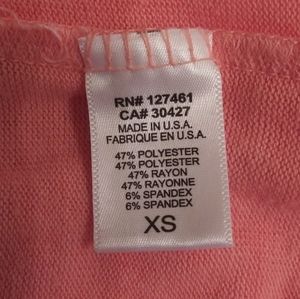 RN# 127461
CA# 30427
MADE IN U.S.A.
FABRIQUE EN U.S.A.
47% POLYESTER
47% POLYESTER
47% RAYON
47% RAYONNE
6% SPANDEX
6% SPANDEX
XS